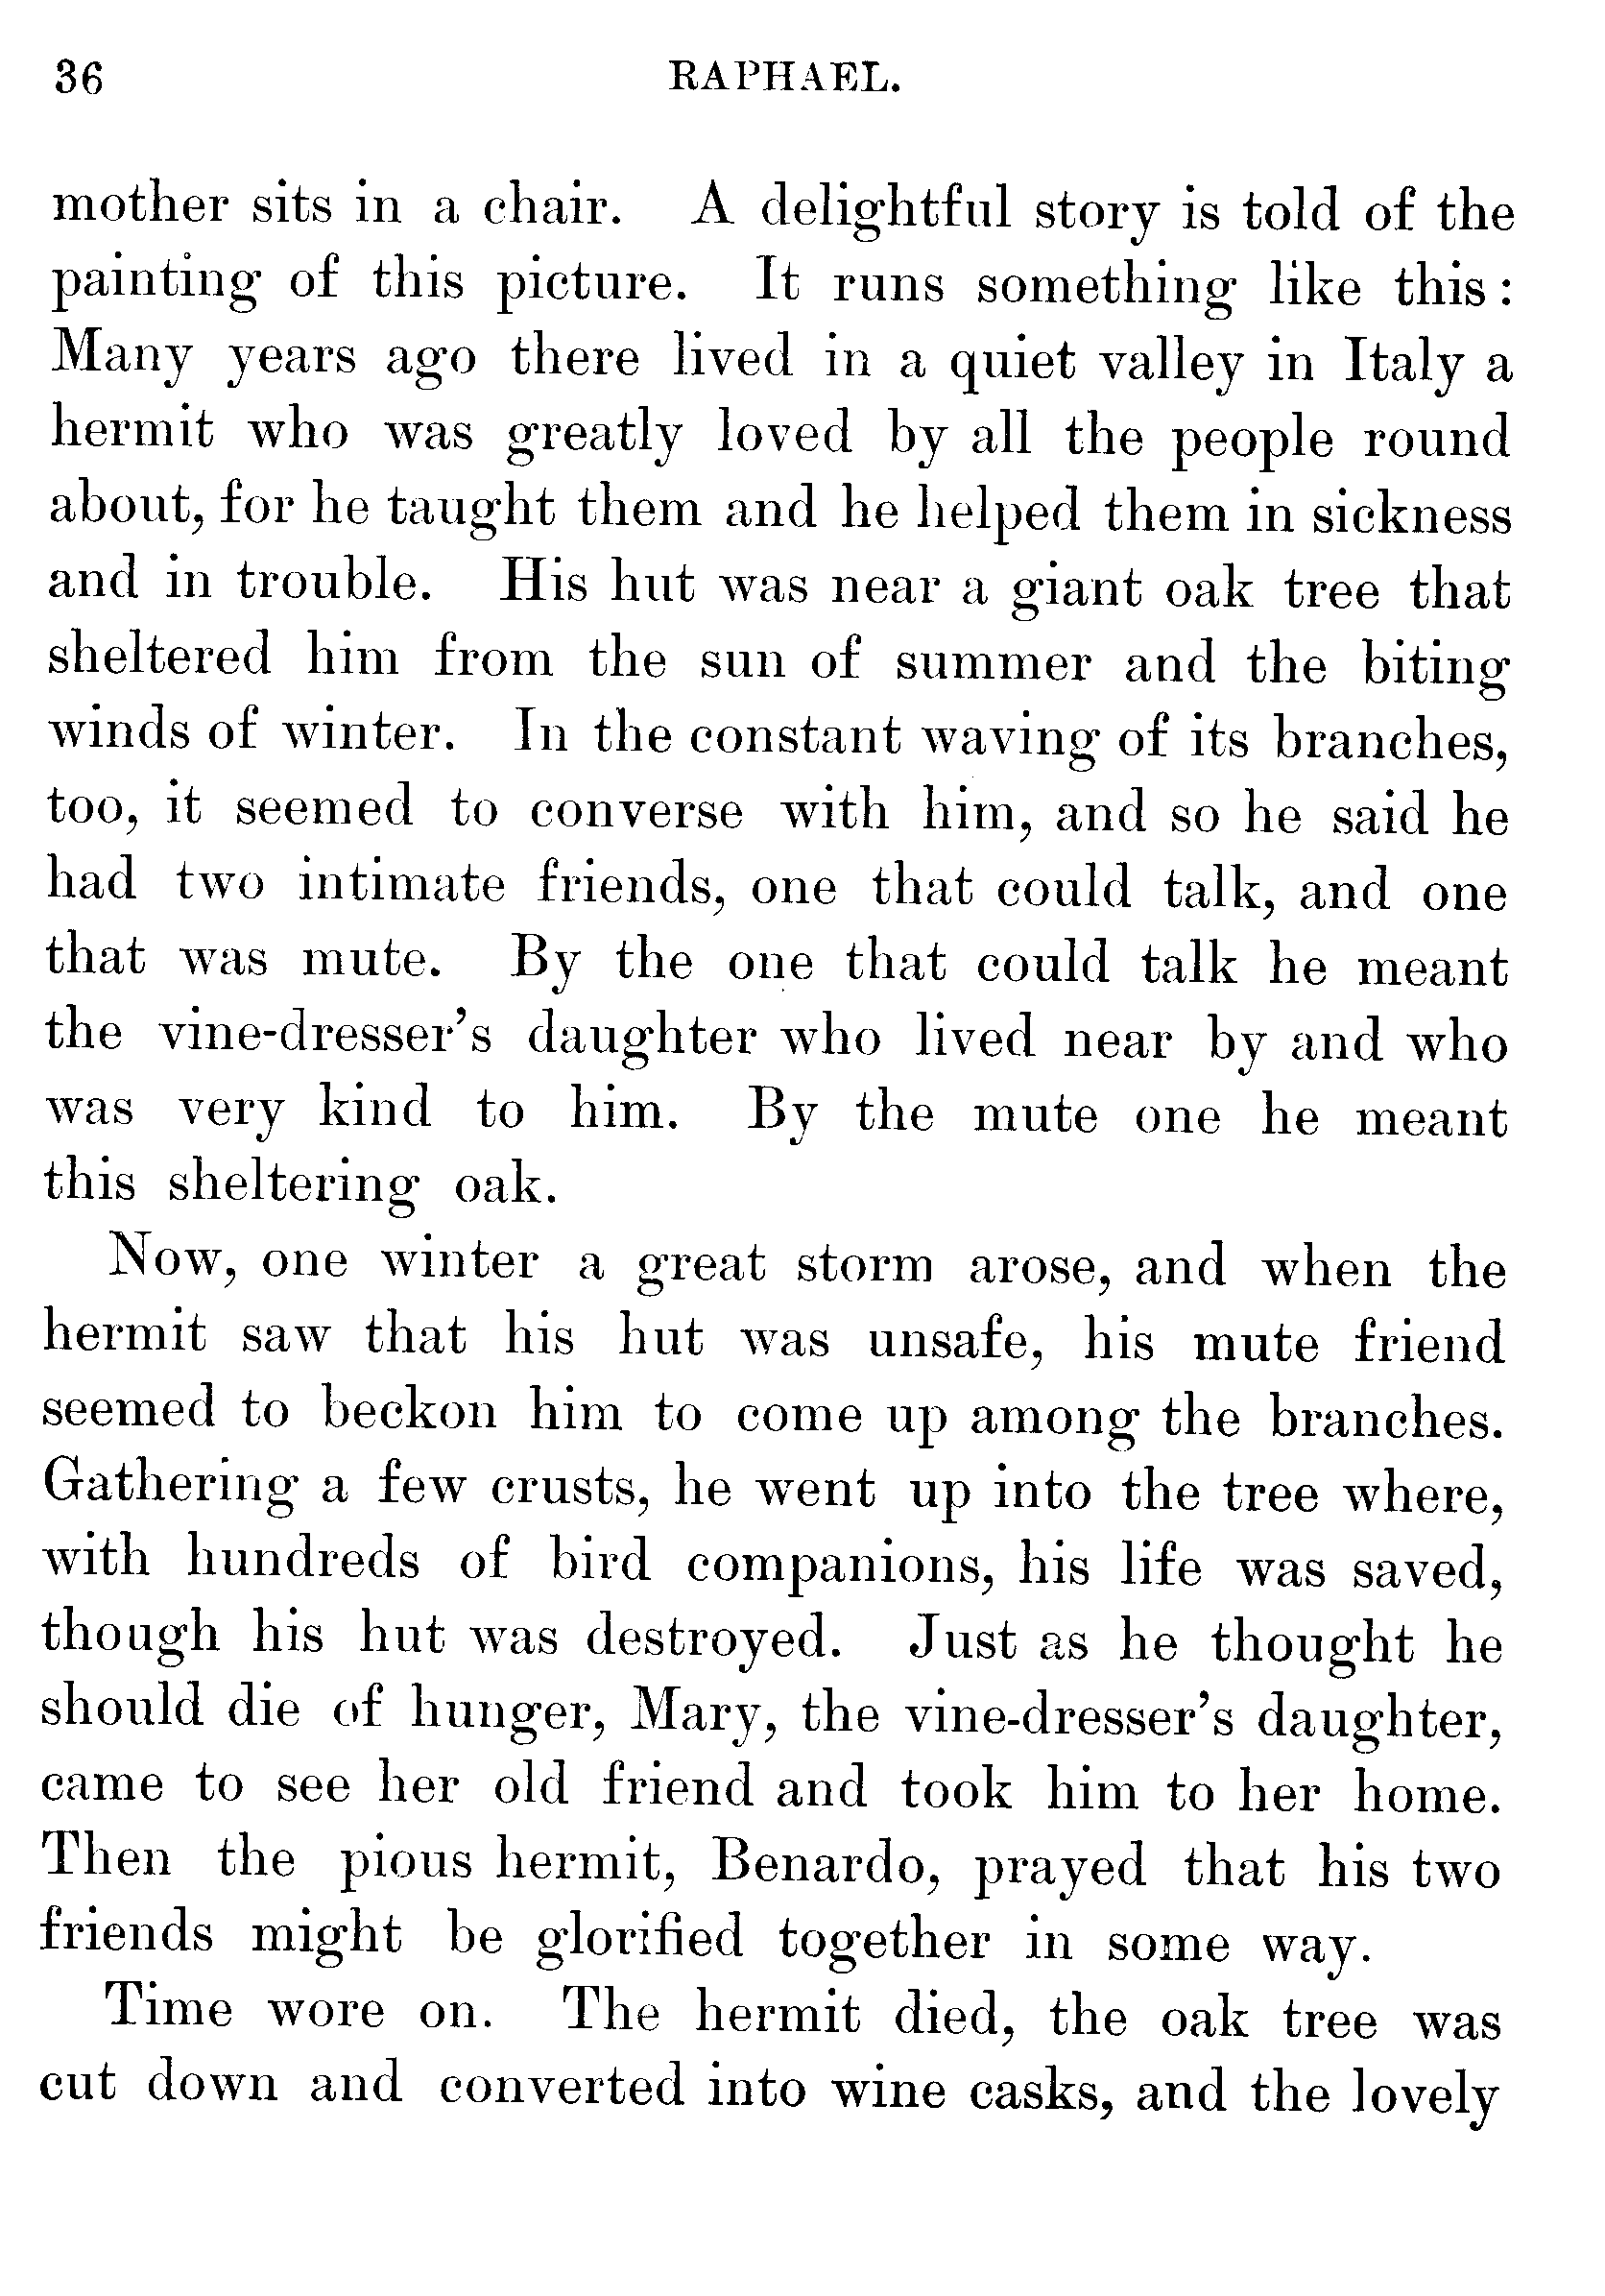 36 RAPHAEL.
mother sits in a chair. A delightful story is told of the
painting of this picture. It runs something like this:
Many years ago there lived in a quiet valley in Italy a
hermit who was greatly loved by all the people round
about, for he taught them and he helped them in sickness
and in trouble. His hut was near a giant oak tree that
sheltered him from the sun of summer and the biting
winds of winter. In the constant waving of its branches,
too, it seemed to converse with him, and so he said he
had two intimate friends, one that could talk, and one
that was mute. By the one that could talk he meant
the vine-dresser's daughter who lived near by and who
was very kind to him. By the mute one he meant
this sheltering oak.
Now, one winter a great storm arose, and when the
hermit saw that his hut was unsafe, his mute friend
seemed to beckon him to come up among the branches.
Gathering a few crusts, he went up into the tree where,
with hundreds of bird companions, his life was saved,
though his hut was destroyed. Just as he thought he
should die of hunger, Mary, the vine-dresser's daughter,
came to see her old friend and took him to her home.
Then the pious hermit, Benardo, prayed that his two
friends might be glorified together in some way.
Time wore on. The hermit died, the oak tree was
cut down and converted into wine casks, and the lovely